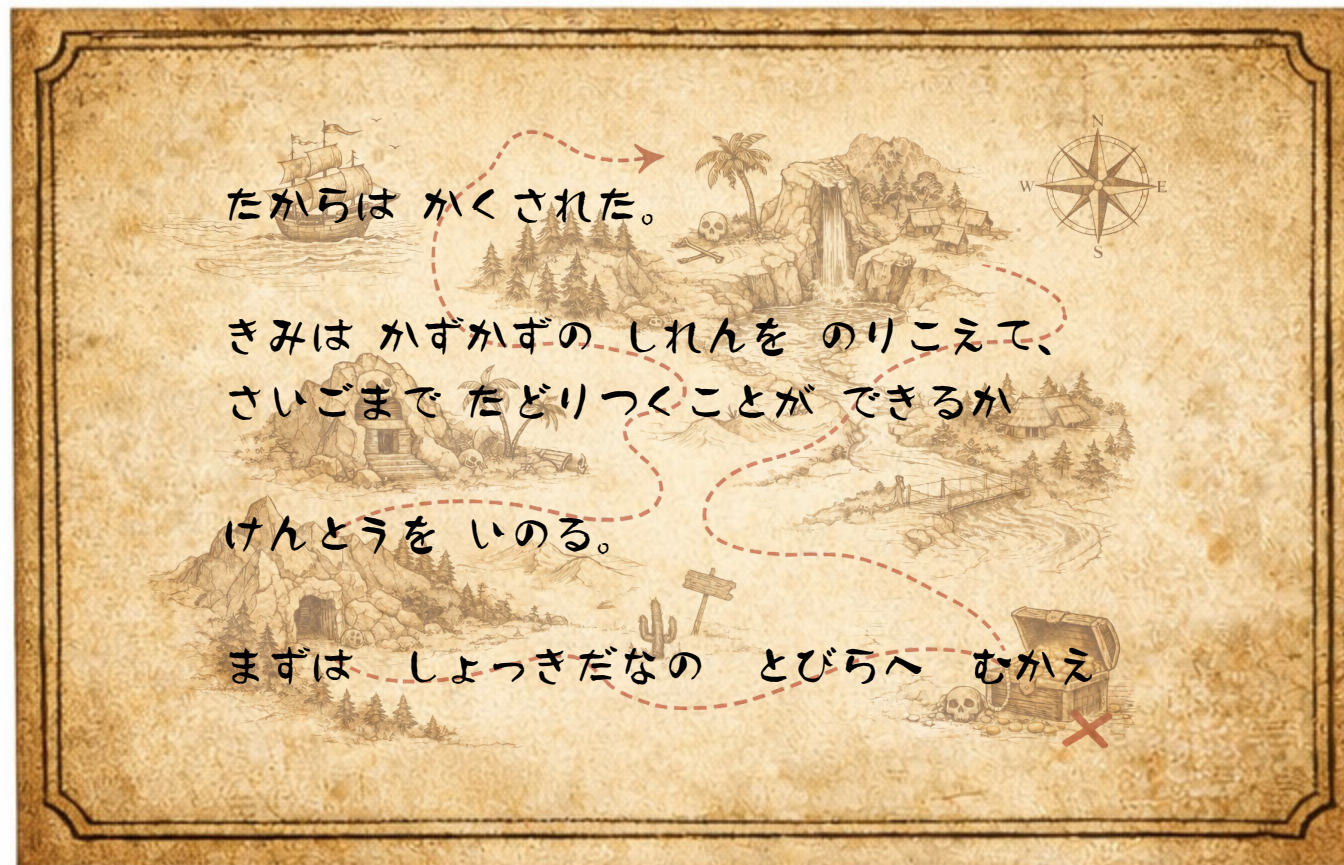 N
W E
S
たからは かくされた。
きみは かずかずの しれんを のりこえて、
さいごまで たどりつくことが できるか
けんとうを いのる。
まずは しょっきだなの とびらへ むかえ